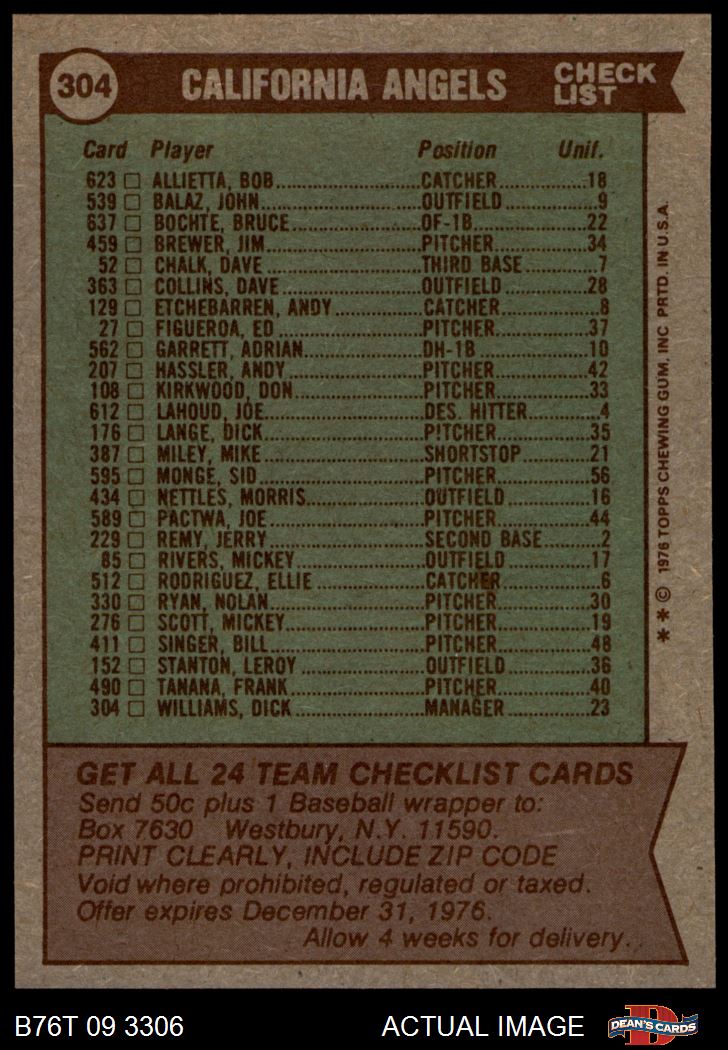 304 CALIFORNIA ANGELS CHECK LIST
Card Player Position Unif.
623 □ ALLIETTA, BOB CATCHER 18
539 □ BALAZ, JOHN OUTFIELD 9
637 □ BOCHTE, BRUCE OF-1B 22
459 □ BREWER, JIM PITCHER 34
52 □ CHALK, DAVE THIRD BASE 7
363 □ COLLINS, DAVE OUTFIELD 28
129 □ ETCHEBARREN, ANDY CATCHER 8
27 □ FIGUEROA, ED PITCHER 37
562 □ GARRETT, ADRIAN DH-1B 10
207 □ HASSLER, ANDY PITCHER 42
108 □ KIRKWOOD, DON PITCHER 33
612 □ LAHOUD, JOE DES. HITTER 4
176 □ LANGE, DICK PITCHER 35
387 □ MILEY, MIKE SHORTSTOP 21
595 □ MONGE, SID PITCHER 56
434 □ NETTLES, MORRIS OUTFIELD 16
589 □ PACTWA, JOE PITCHER 44
229 □ REMY, JERRY SECOND BASE 2
85 □ RIVERS, MICKEY OUTFIELD 17
512 □ RODRIGUEZ, ELLIE CATCHER 6
330 □ RYAN, NOLAN PITCHER 30
276 □ SCOTT, MICKEY PITCHER 19
411 □ SINGER, BILL PITCHER 48
152 □ STANTON, LEROY OUTFIELD 36
490 □ TANANA, FRANK PITCHER 40
304 □ WILLIAMS, DICK MANAGER 23
* * © 1976 TOPPS CHEWING GUM, INC PRTD. IN U.S.A.
GET ALL 24 TEAM CHECKLIST CARDS
Send 50c plus 1 Baseball wrapper to:
Box 7630 Westbury, N.Y. 11590.
PRINT CLEARLY, INCLUDE ZIP CODE
Void where prohibited, regulated or taxed.
Offer expires December 31, 1976.
Allow 4 weeks for delivery.
B76T 09 3306 ACTUAL IMAGE D DEAN'S CARDS